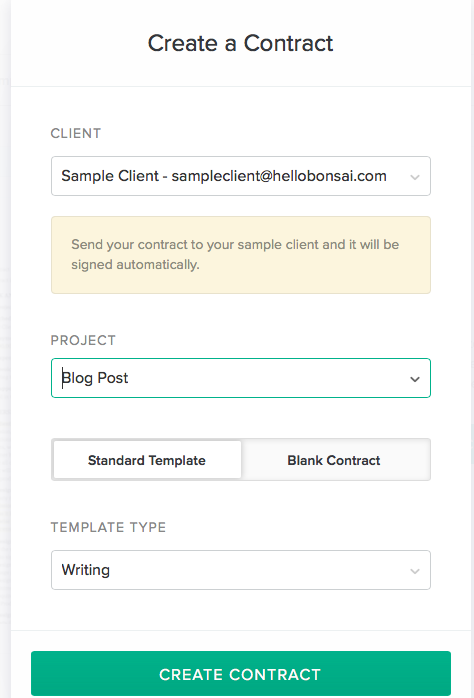 Create a Contract
CLIENT
Sample Client - sampleclient@hellobonsai.com
Send your contract to your sample client and it will be
signed automatically.
PROJECT
Blog Post
Standard Template Blank Contract
TEMPLATE TYPE
Writing
CREATE CONTRACT